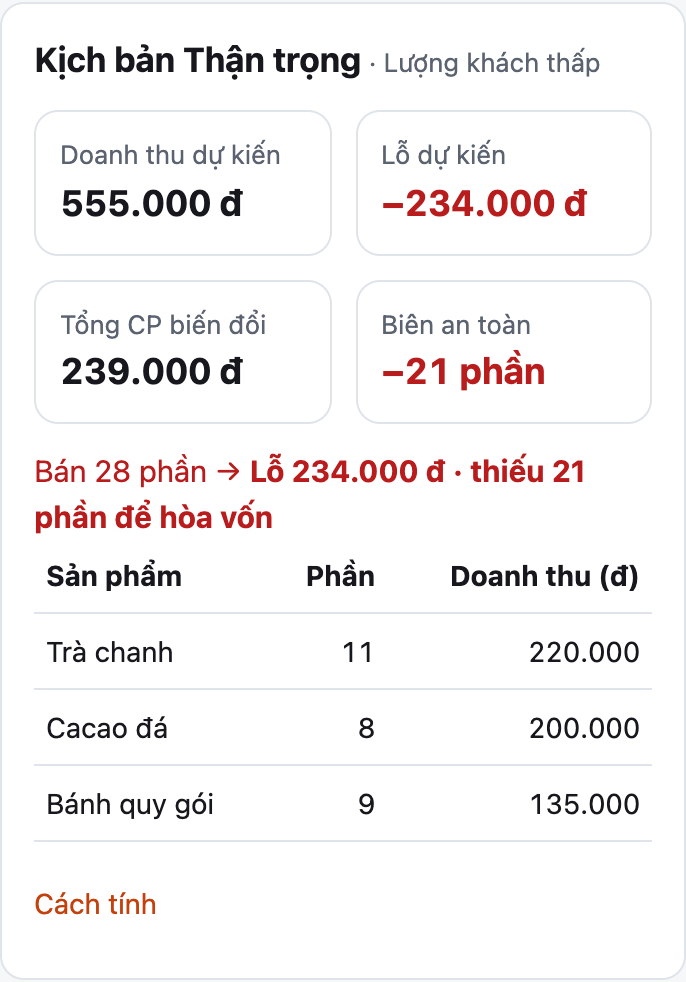 Kịch bản Thận trọng · Lượng khách thấp
Doanh thu dự kiến
555.000 đ
Lỗ dự kiến
−234.000 đ
Tổng CP biến đổi
239.000 đ
Biên an toàn
−21 phần
Bán 28 phần → Lỗ 234.000 đ · thiếu 21
phần để hòa vốn
Sản phẩm Phần Doanh thu (đ)
Trà chanh 11 220.000
Cacao đá 8 200.000
Bánh quy gói 9 135.000
Cách tính